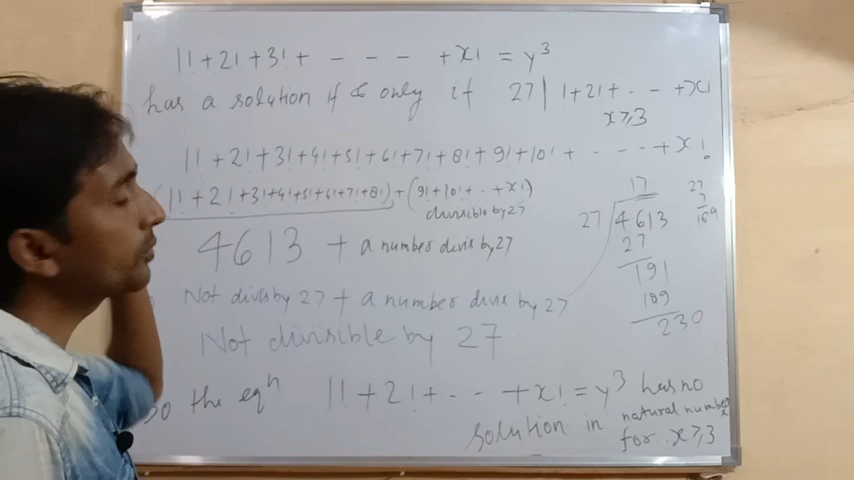 1! + 2! + 3! + - - - - + x! = y³
has a solution if & only if 27 | 1+2!+ - - - +x!
x≥3
1! + 2! + 3! + 4! + 5! + 6! + 7! + 8! + 9! + 10! + - - - - + x!
(1! + 2! + 3! + 4! + 5! + 6! + 7! + 8!) + (9! + 10! + - - + x!)
divisible by 27
4613 + a number divis by 27
Not divis by 27 + a number divis by 27
Not divisible by 27
So the eqⁿ 1! + 2! + - - - + x! = y³ has no
solution in natural number
for x≥3
17
27 4613
27
191
189
230
27
7
189